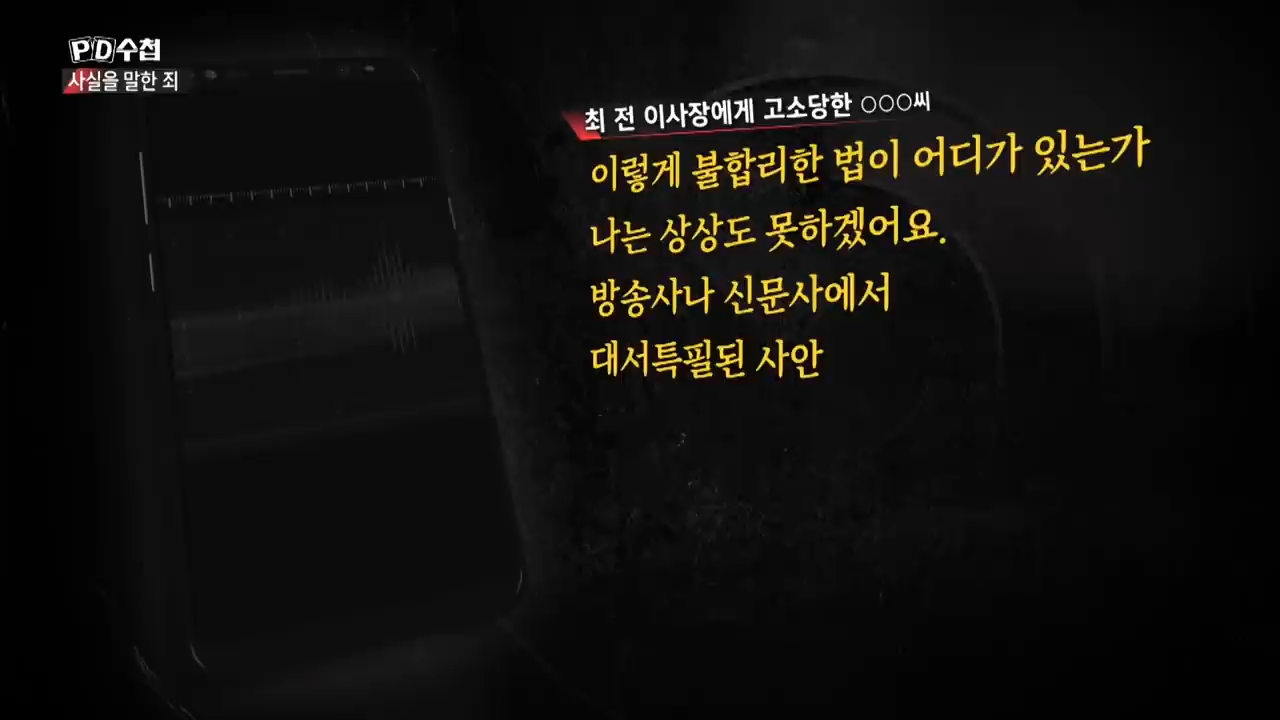 PD수첩
사실을 말한 죄
최 전 이사장에게 고소당한 ○○○씨
이렇게 불합리한 법이 어디가 있는가
나는 상상도 못하겠어요.
방송사나 신문사에서
대서특필된 사안